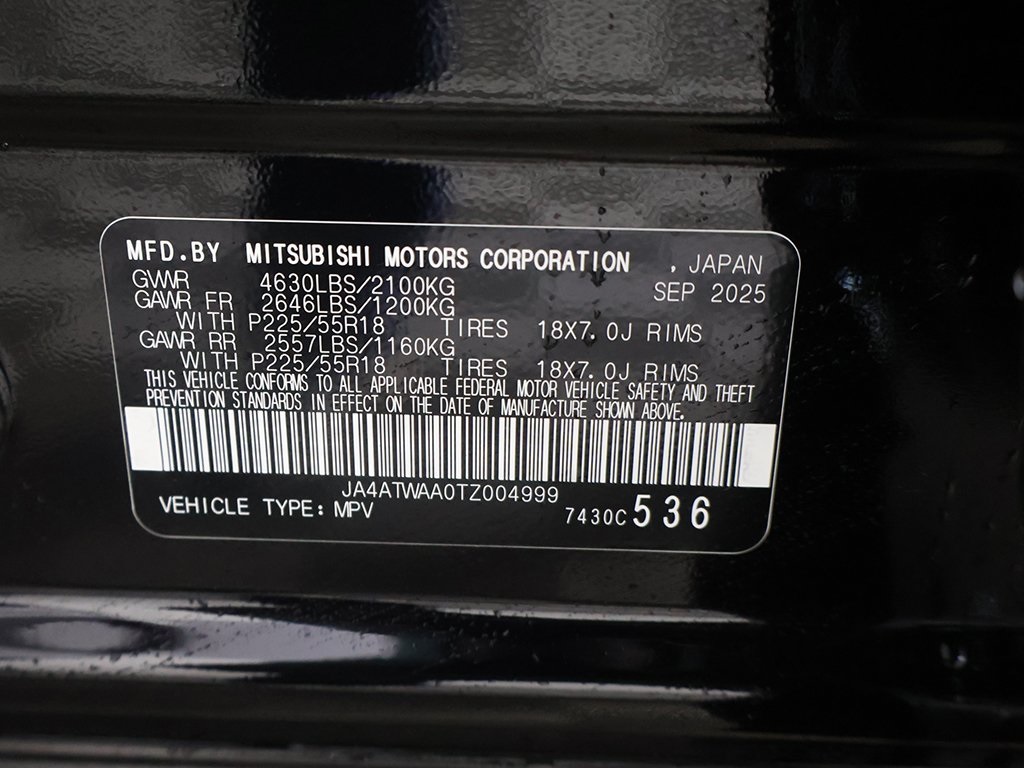 MFD.BY MITSUBISHI MOTORS CORPORATION , JAPAN
GWWR 4630LBS/2100KG SEP 2025
GAWR FR 2646LBS/1200KG
WITH P225/55R18 TIRES 18X7.0J RIMS
GAWR RR 2557LBS/1160KG
WITH P225/55R18 TIRES 18X7.0J RIMS
THIS VEHICLE CONFORMS TO ALL APPLICABLE FEDERAL MOTOR VEHICLE SAFETY AND THEFT
PREVENTION STANDARDS IN EFFECT ON THE DATE OF MANUFACTURE SHOWN ABOVE.
JA4ATWAA0TZ004999
VEHICLE TYPE: MPV 7430C 536